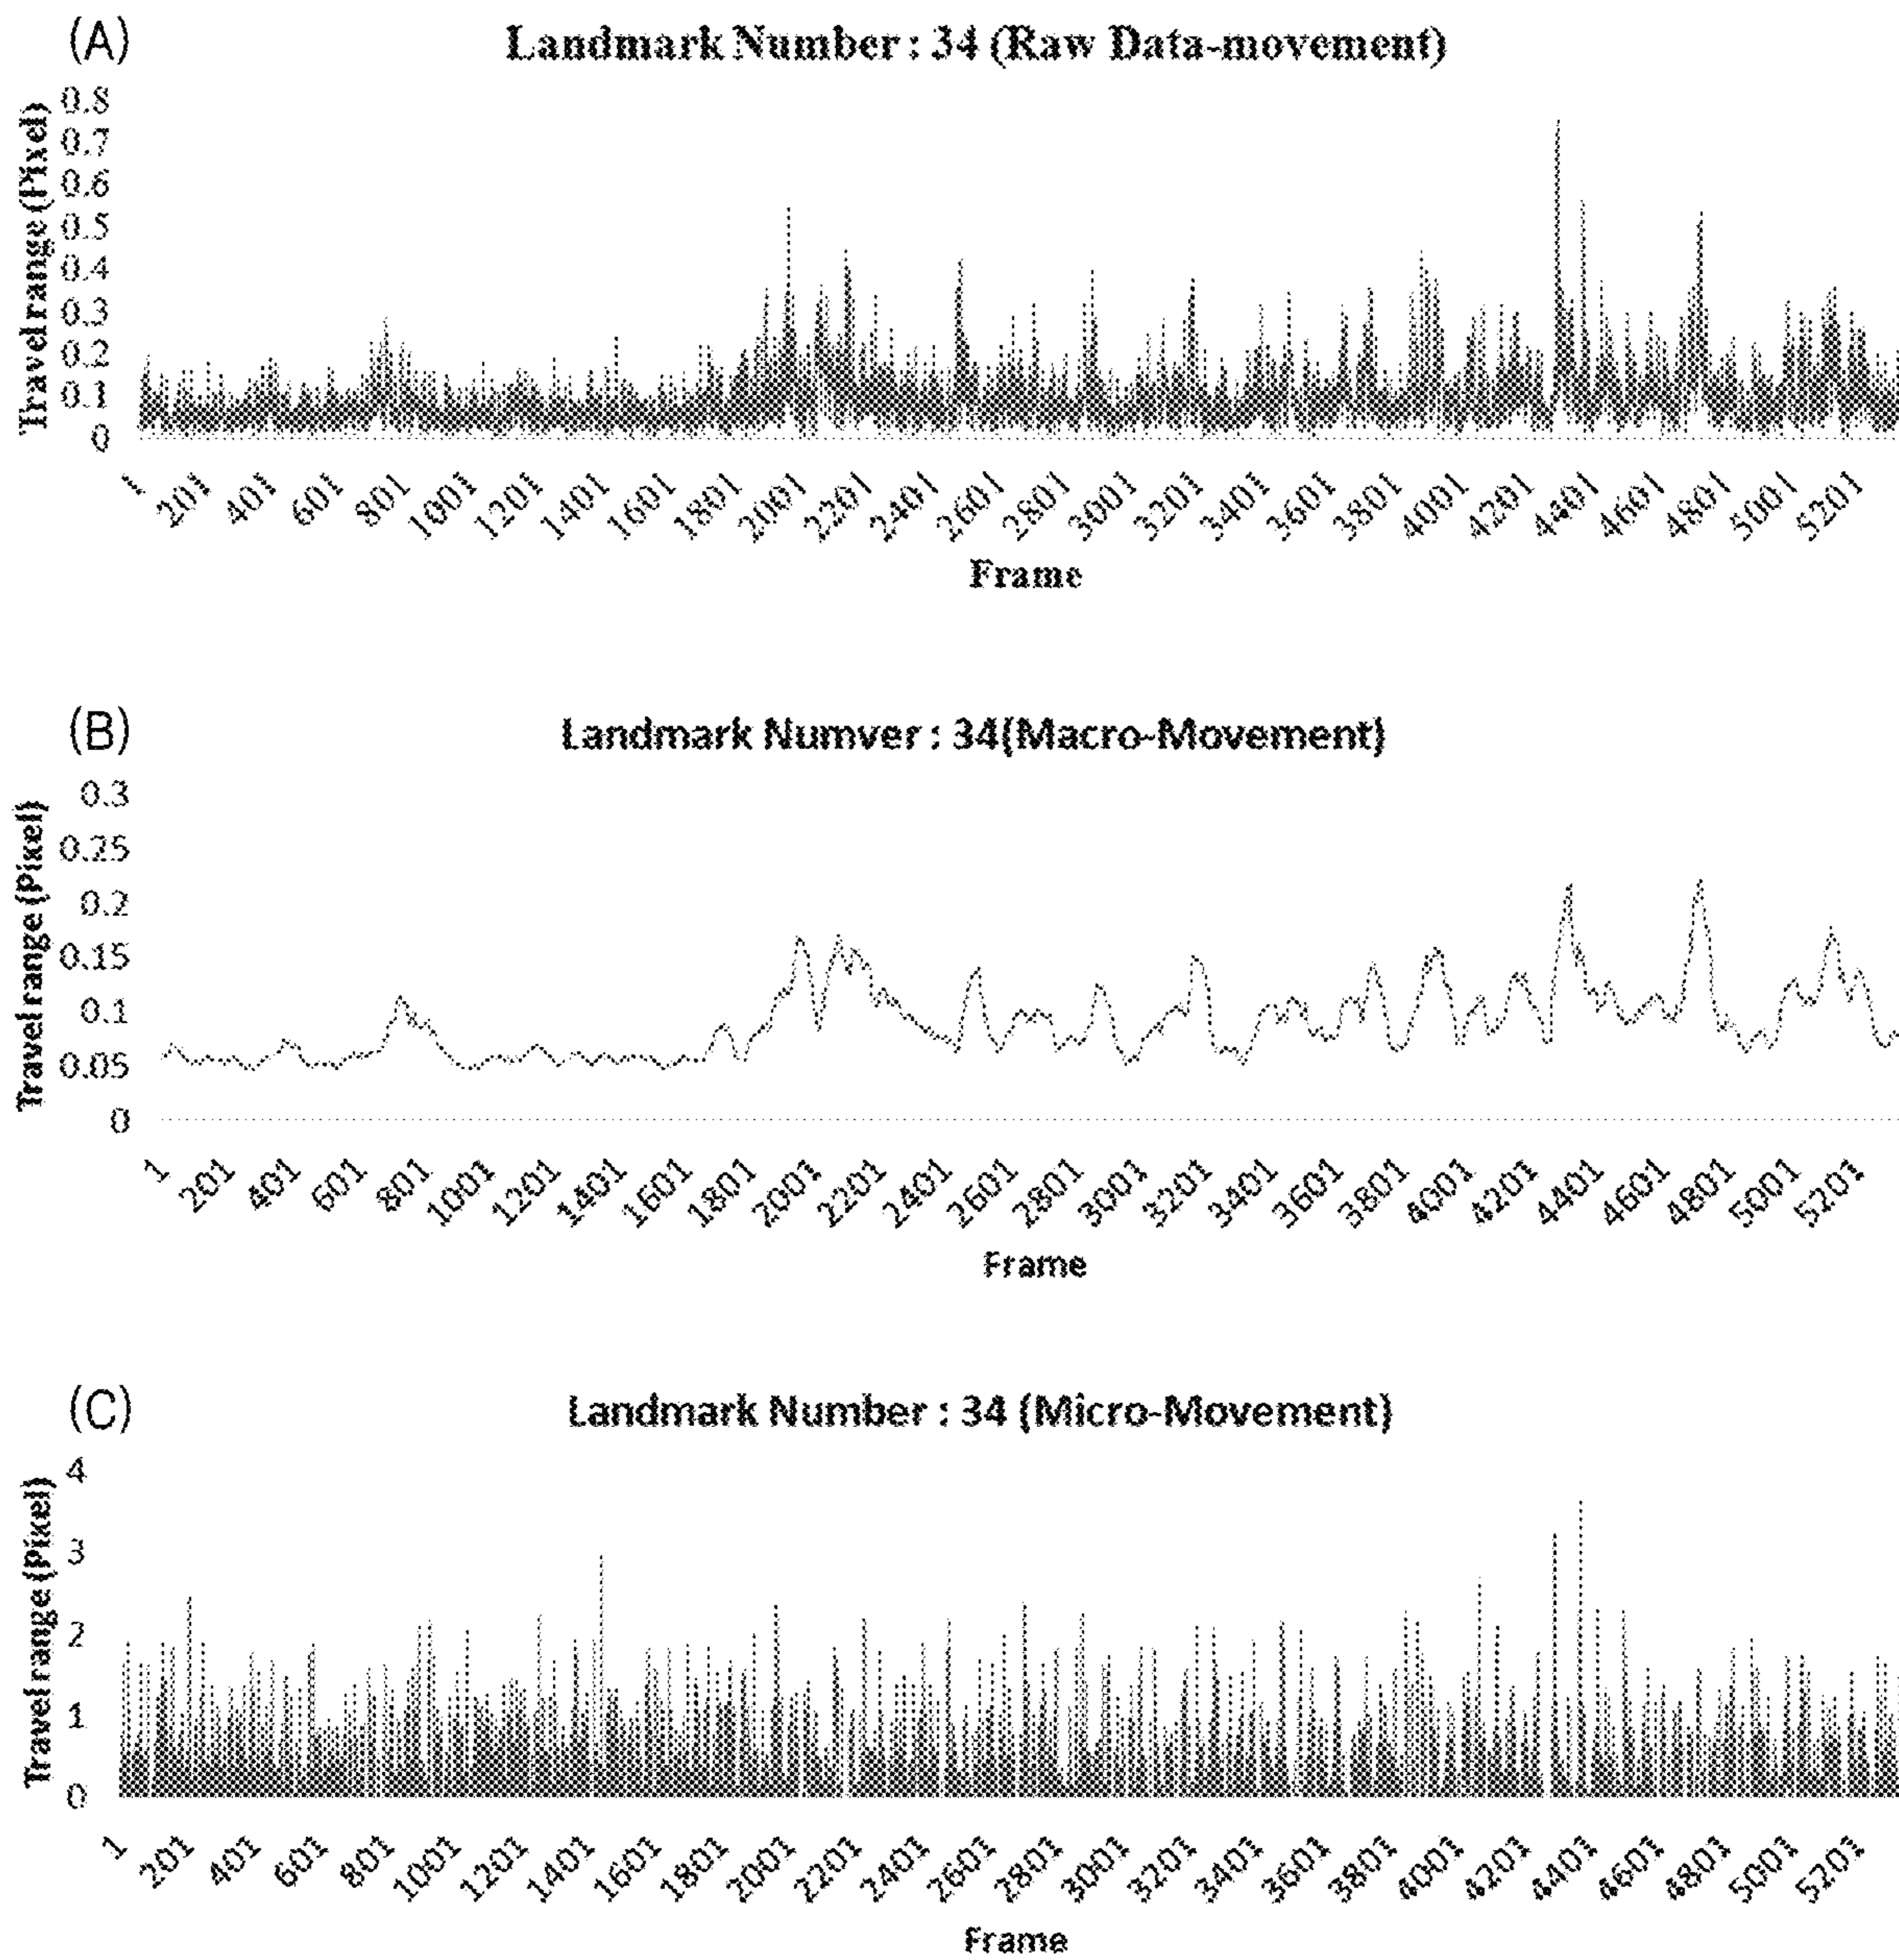 (A)
Landmark Number : 34 (Raw Data-movement)
Travel range (Pixel)
0.8
0.7
0.6
0.5
0.4
0.3
0.2
0.1
0
1 201 401 601 801 1001 1201 1401 1601 1801 2001 2201 2401 2601 2801 3001 3201 3401 3601 3801 4001 4201 4401 4601 4801 5001 5201
Frame
(B)
Landmark Numver : 34(Macro-Movement)
Travel range (Pixel)
0.3
0.25
0.2
0.15
0.1
0.05
0
1 201 401 601 801 1001 1201 1401 1601 1801 2001 2201 2401 2601 2801 3001 3201 3401 3601 3801 4001 4201 4401 4601 4801 5001 5201
Frame
(C)
Landmark Number : 34 (Micro-Movement)
Travel range (Pixel)
4
3
2
1
0
1 201 401 601 801 1001 1201 1401 1601 1801 2001 2201 2401 2601 2801 3001 3201 3401 3601 3801 4001 4201 4401 4601 4801 5001 5201
Frame